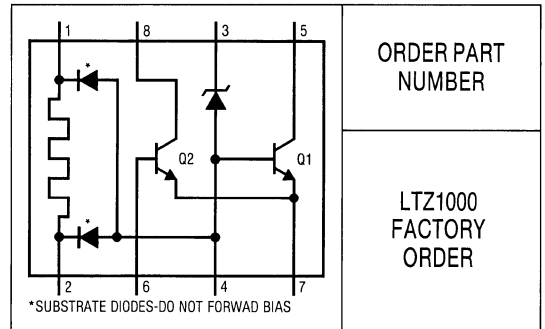 1 8 3 5
*
Q2 Q1
*
2 6 4 7
*SUBSTRATE DIODES-DO NOT FORWAD BIAS
ORDER PART
NUMBER
LTZ1000
FACTORY
ORDER